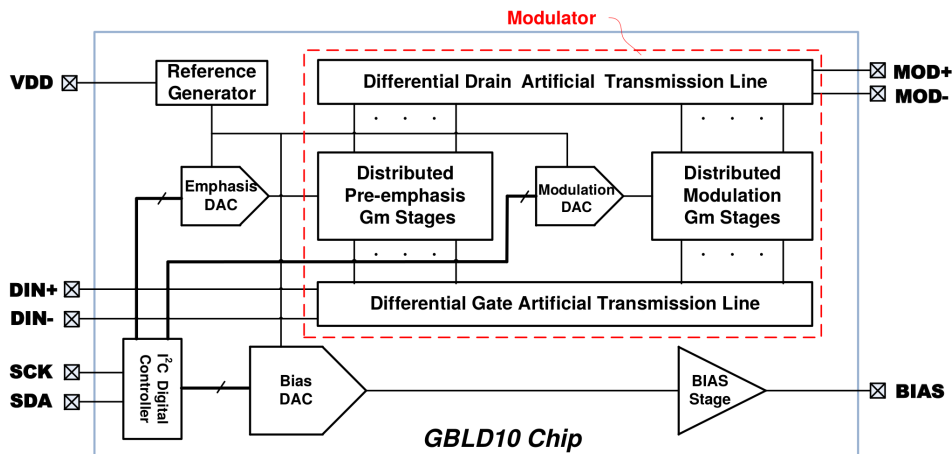 Modulator
VDD
Reference
Generator
Differential Drain Artificial Transmission Line
MOD+
MOD-
. . .
. . .
Emphasis
DAC
Distributed
Pre-emphasis
Gm Stages
Modulation
DAC
Distributed
Modulation
Gm Stages
. . .
. . .
DIN+
DIN-
Differential Gate Artificial Transmission Line
SCK
SDA
I²C Digital
Controller
Bias
DAC
BIAS
Stage
BIAS
GBLD10 Chip